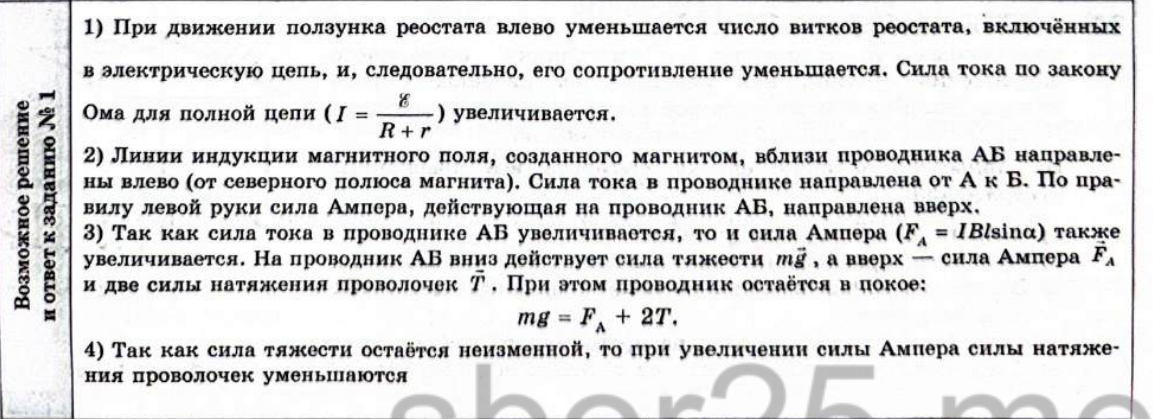 Возможное решение
и ответ к заданию № 1
1) При движении ползунка реостата влево уменьшается число витков реостата, включённых
в электрическую цепь, и, следовательно, его сопротивление уменьшается. Сила тока по закону
Ома для полной цепи (I = ℰ / (R + r)) увеличивается.
2) Линии индукции магнитного поля, созданного магнитом, вблизи проводника АБ направле-
ны влево (от северного полюса магнита). Сила тока в проводнике направлена от А к Б. По пра-
вилу левой руки сила Ампера, действующая на проводник АБ, направлена вверх.
3) Так как сила тока в проводнике АБ увеличивается, то и сила Ампера (F_A = IBlsinα) также
увеличивается. На проводник АБ вниз действует сила тяжести mg⃗, а вверх — сила Ампера F⃗_A
и две силы натяжения проволочек T⃗. При этом проводник остаётся в покое:
mg = F_A + 2T.
4) Так как сила тяжести остаётся неизменной, то при увеличении силы Ампера силы натяже-
ния проволочек уменьшаются